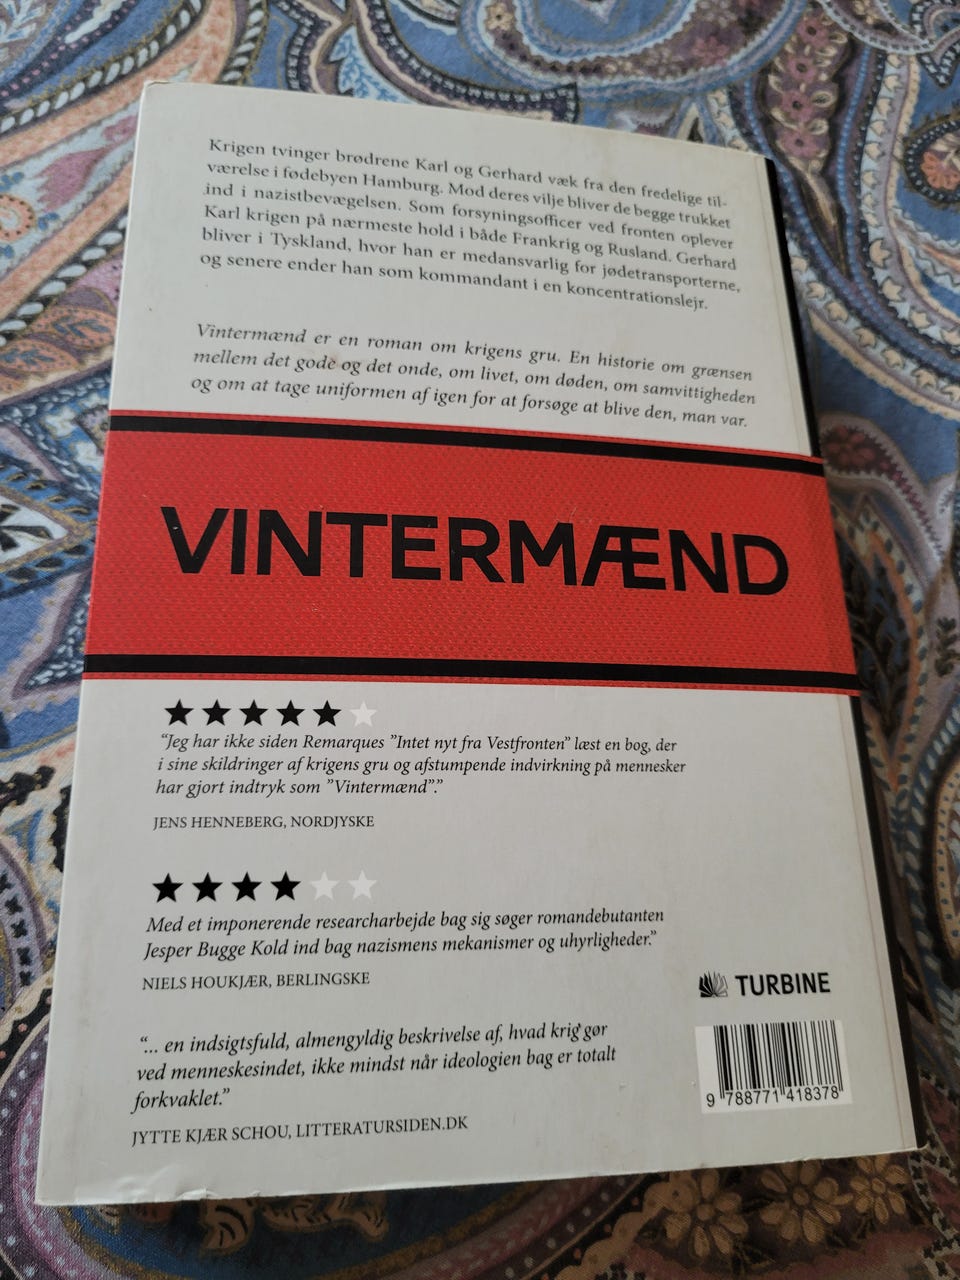 Krigen tvinger brødrene Karl og Gerhard væk fra den fredelige til-
værelse i fødebyen Hamburg. Mod deres vilje bliver de begge trukket
ind i nazistbevægelsen. Som forsyningsofficer ved fronten oplever
Karl krigen på nærmeste hold i både Frankrig og Rusland. Gerhard
bliver i Tyskland, hvor han er medansvarlig for jødetransporterne,
og senere ender han som kommandant i en koncentrationslejr.
Vintermænd er en roman om krigens gru. En historie om grænsen
mellem det gode og det onde, om livet, om døden, om samvittigheden
og om at tage uniformen af igen for at forsøge at blive den, man var.
VINTERMÆND
“Jeg har ikke siden Remarques ”Intet nyt fra Vestfronten” læst en bog, der
i sine skildringer af krigens gru og afstumpende indvirkning på mennesker
har gjort indtryk som ”Vintermænd”.”
JENS HENNEBERG, NORDJYSKE
Med et imponerende researcharbejde bag sig søger romandebutanten
Jesper Bugge Kold ind bag nazismens mekanismer og uhyrligheder.”
NIELS HOUKJÆR, BERLINGSKE
“... en indsigtsfuld, almengyldig beskrivelse af, hvad krig gør
ved menneskesindet, ikke mindst når ideologien bag er totalt
forkvaklet.”
JYTTE KJÆR SCHOU, LITTERATURSIDEN.DK
TURBINE
9 788771 418378